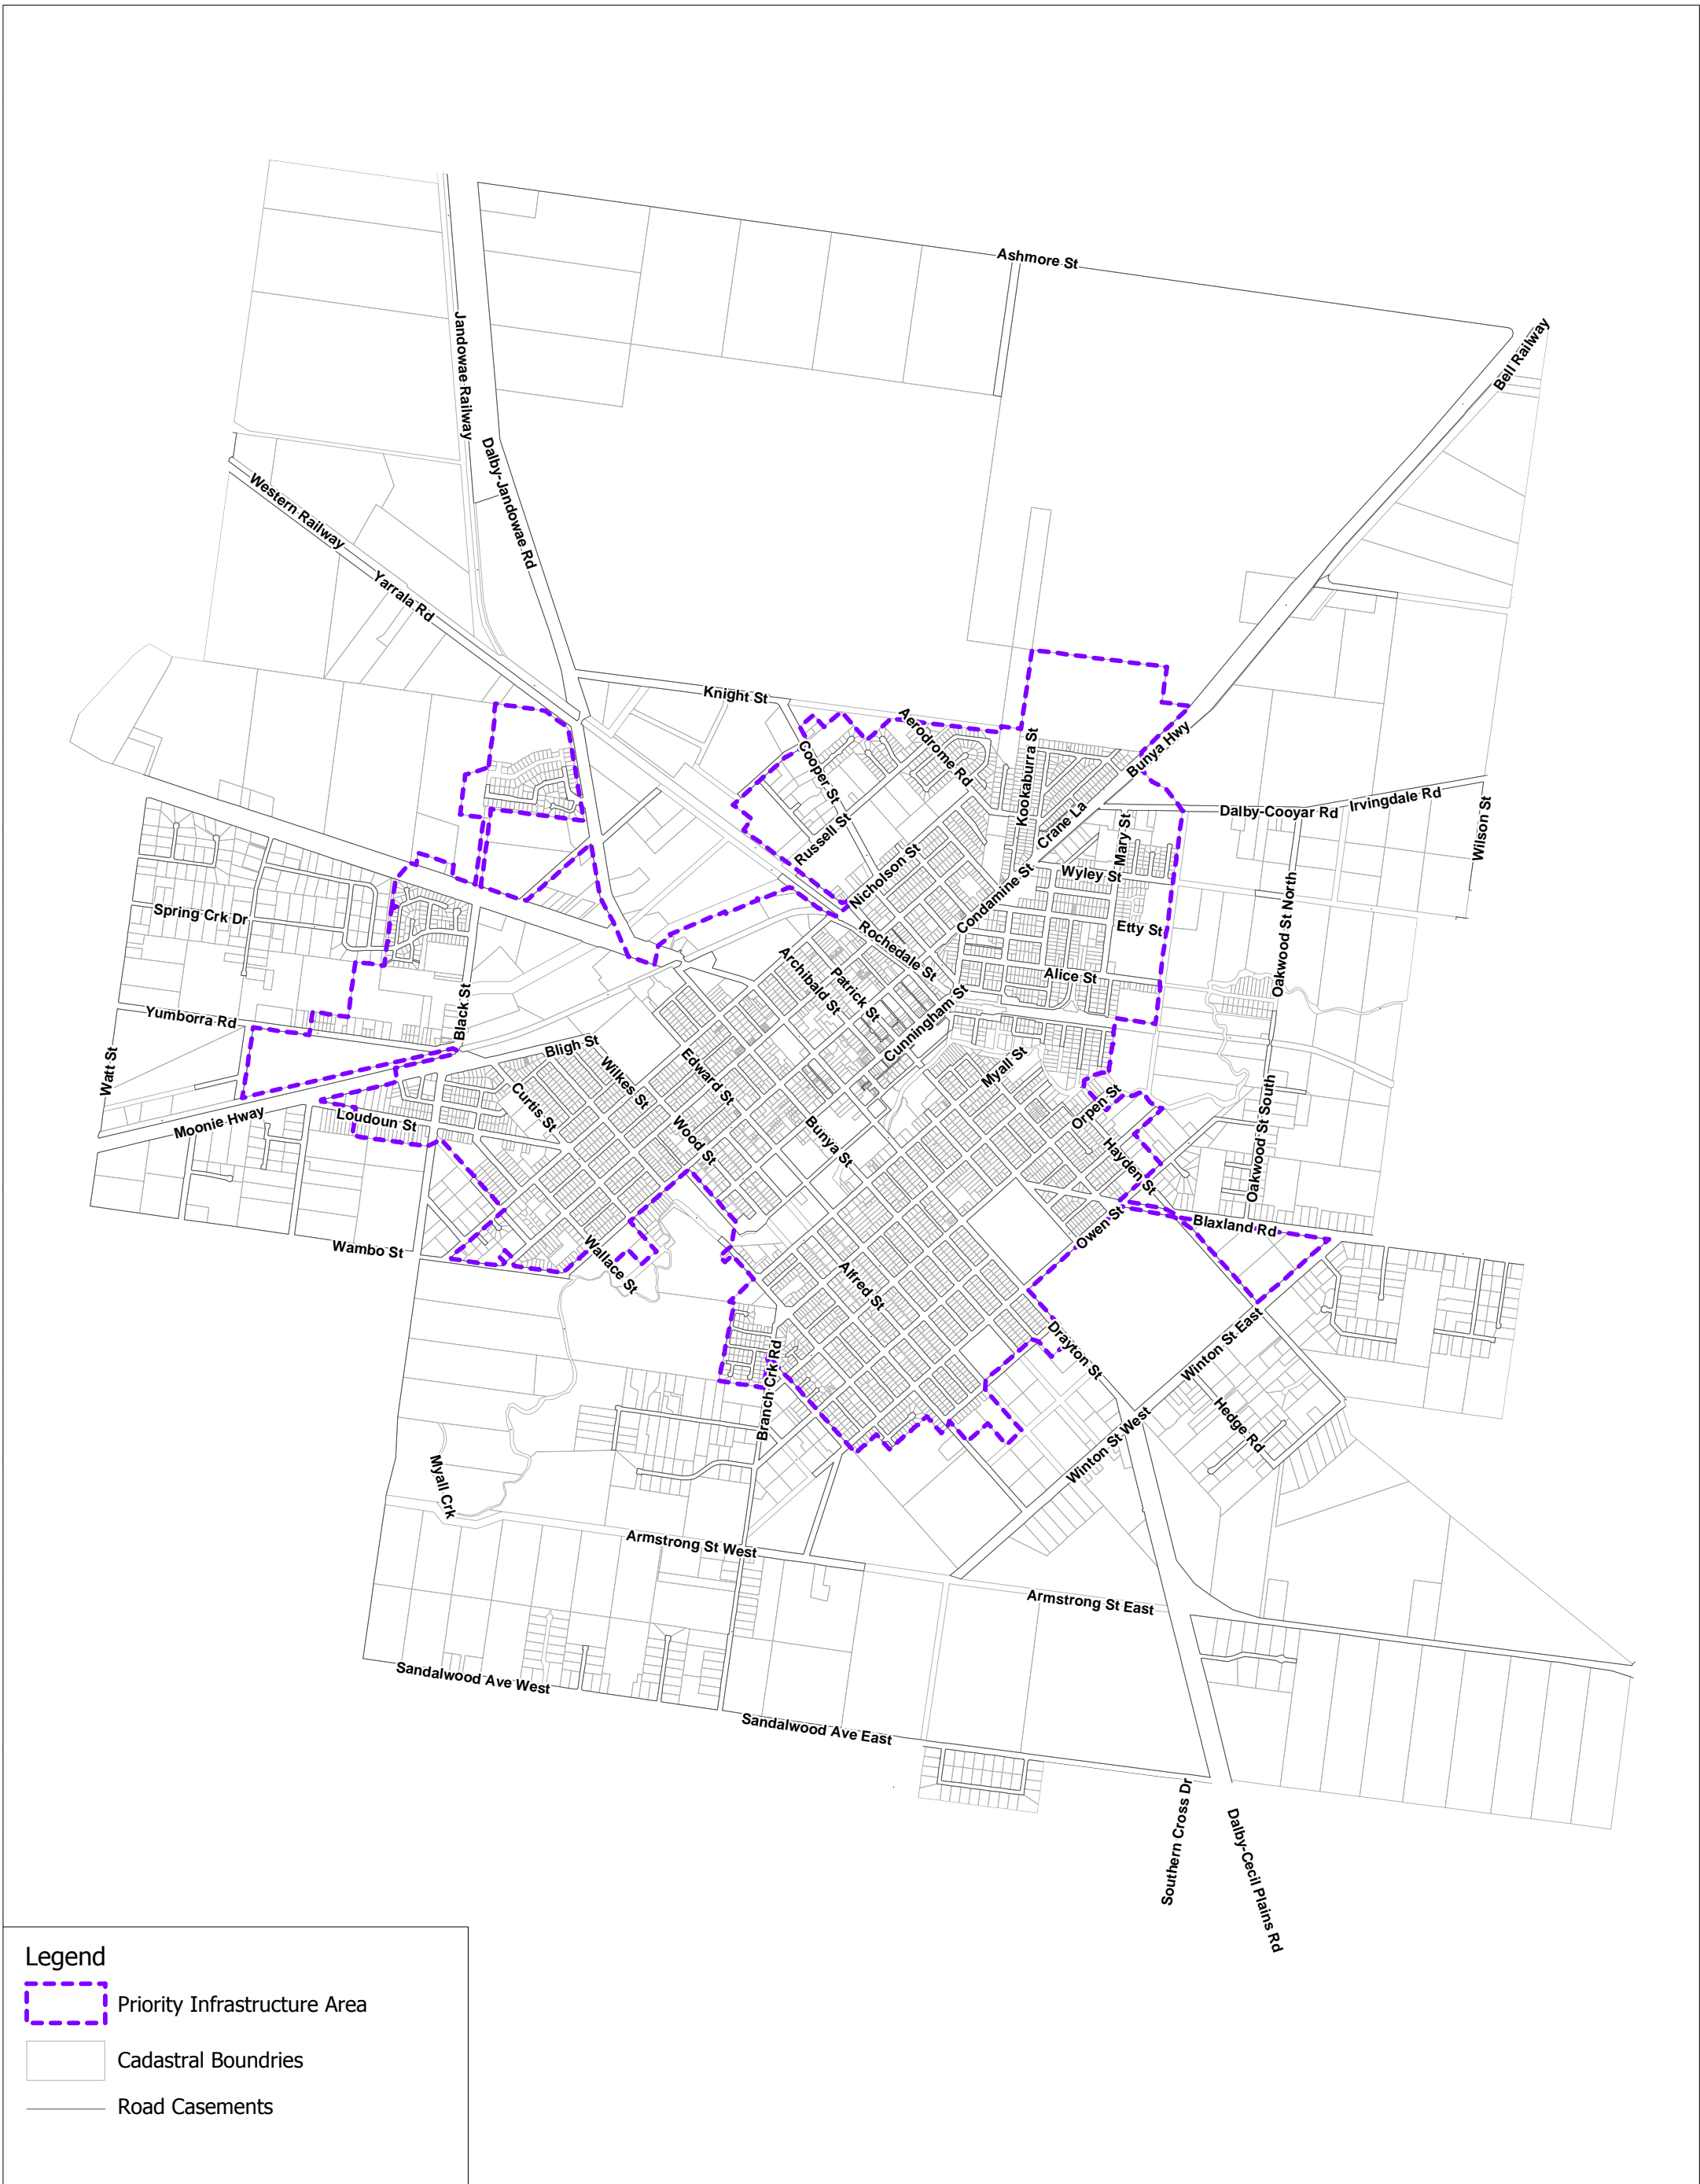 Ashmore St
Bell Railway
Jandowae Railway
Dalby-Jandowae Rd
Western Railway
Yarrala Rd
Knight St
Aerodrome Rd
Kookaburra St
Bunya Hwy
Cooper St
Crane La
Dalby-Cooyar Rd
Irvingdale Rd
Wilson St
Mary St
Russell St
Nicholson St
Wyley St
Condamine St
Spring Crk Dr
Etty St
Oakwood St North
Rochedale St
Archibald St
Patrick St
Alice St
Cunningham St
Black St
Yumborra Rd
Watt St
Bligh St
Wilkes St
Edward St
Myall St
Orpen St
Moonie Hway
Loudoun St
Curtis St
Wood St
Bunya St
Hayden St
Oakwood St South
Owen St
Blaxland Rd
Wambo St
Wallace St
Alfred St
Drayton St
Winton St East
Branch Crk Rd
Hedge Rd
Winton St West
Myall Crk
Armstrong St West
Armstrong St East
Sandalwood Ave West
Sandalwood Ave East
Southern Cross Dr
Dalby-Cecil Plains Rd
Legend
Priority Infrastructure Area
Cadastral Boundries
Road Casements